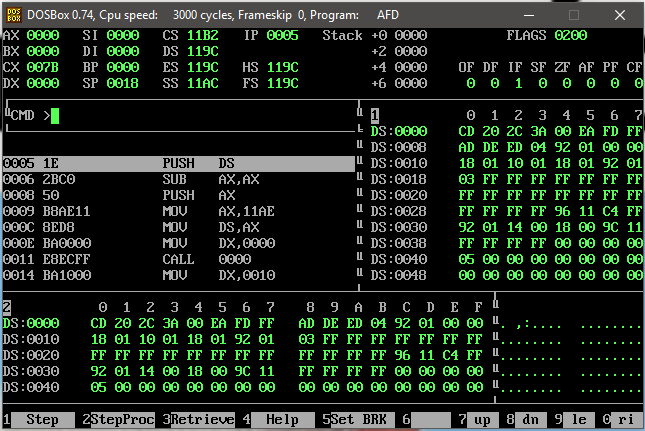 DOSBox 0.74, Cpu speed: 3000 cycles, Frameskip 0, Program: AFD
AX 0000 SI 0000 CS 11B2 IP 0005 Stack +0 0000 FLAGS 0200
BX 0000 DI 0000 DS 119C +2 0000
CX 007B BP 0000 ES 119C HS 119C +4 0000 OF DF IF SF ZF AF PF CF
DX 0000 SP 0018 SS 11AC FS 119C +6 0000 0 0 1 0 0 0 0 0
CMD >
1 0 1 2 3 4 5 6 7
DS:0000 CD 20 2C 3A 00 EA FD FF
DS:0008 AD DE ED 04 92 01 00 00
0005 1E PUSH DS DS:0010 18 01 10 01 18 01 92 01
0006 2BC0 SUB AX,AX DS:0018 03 FF FF FF FF FF FF FF
0008 50 PUSH AX DS:0020 FF FF FF FF FF FF FF FF
0009 B8AE11 MOV AX,11AE DS:0028 FF FF FF FF 96 11 C4 FF
000C 8ED8 MOV DS,AX DS:0030 92 01 14 00 18 00 9C 11
000E BA0000 MOV DX,0000 DS:0038 FF FF FF FF 00 00 00 00
0011 E8ECFF CALL 0000 DS:0040 05 00 00 00 00 00 00 00
0014 BA1000 MOV DX,0010 DS:0048 00 00 00 00 00 00 00 00
2 0 1 2 3 4 5 6 7 8 9 A B C D E F
DS:0000 CD 20 2C 3A 00 EA FD FF AD DE ED 04 92 01 00 00 . ,:.... ........
DS:0010 18 01 10 01 18 01 92 01 03 FF FF FF FF FF FF FF ........ ........
DS:0020 FF FF FF FF FF FF FF FF FF FF FF FF 96 11 C4 FF ........ ........
DS:0030 92 01 14 00 18 00 9C 11 FF FF FF FF 00 00 00 00 ........ ........
DS:0040 05 00 00 00 00 00 00 00 00 00 00 00 00 00 00 00 ........ ........
1 Step 2StepProc 3Retrieve 4 Help 5Set BRK 6 7 up 8 dn 9 le 0 ri